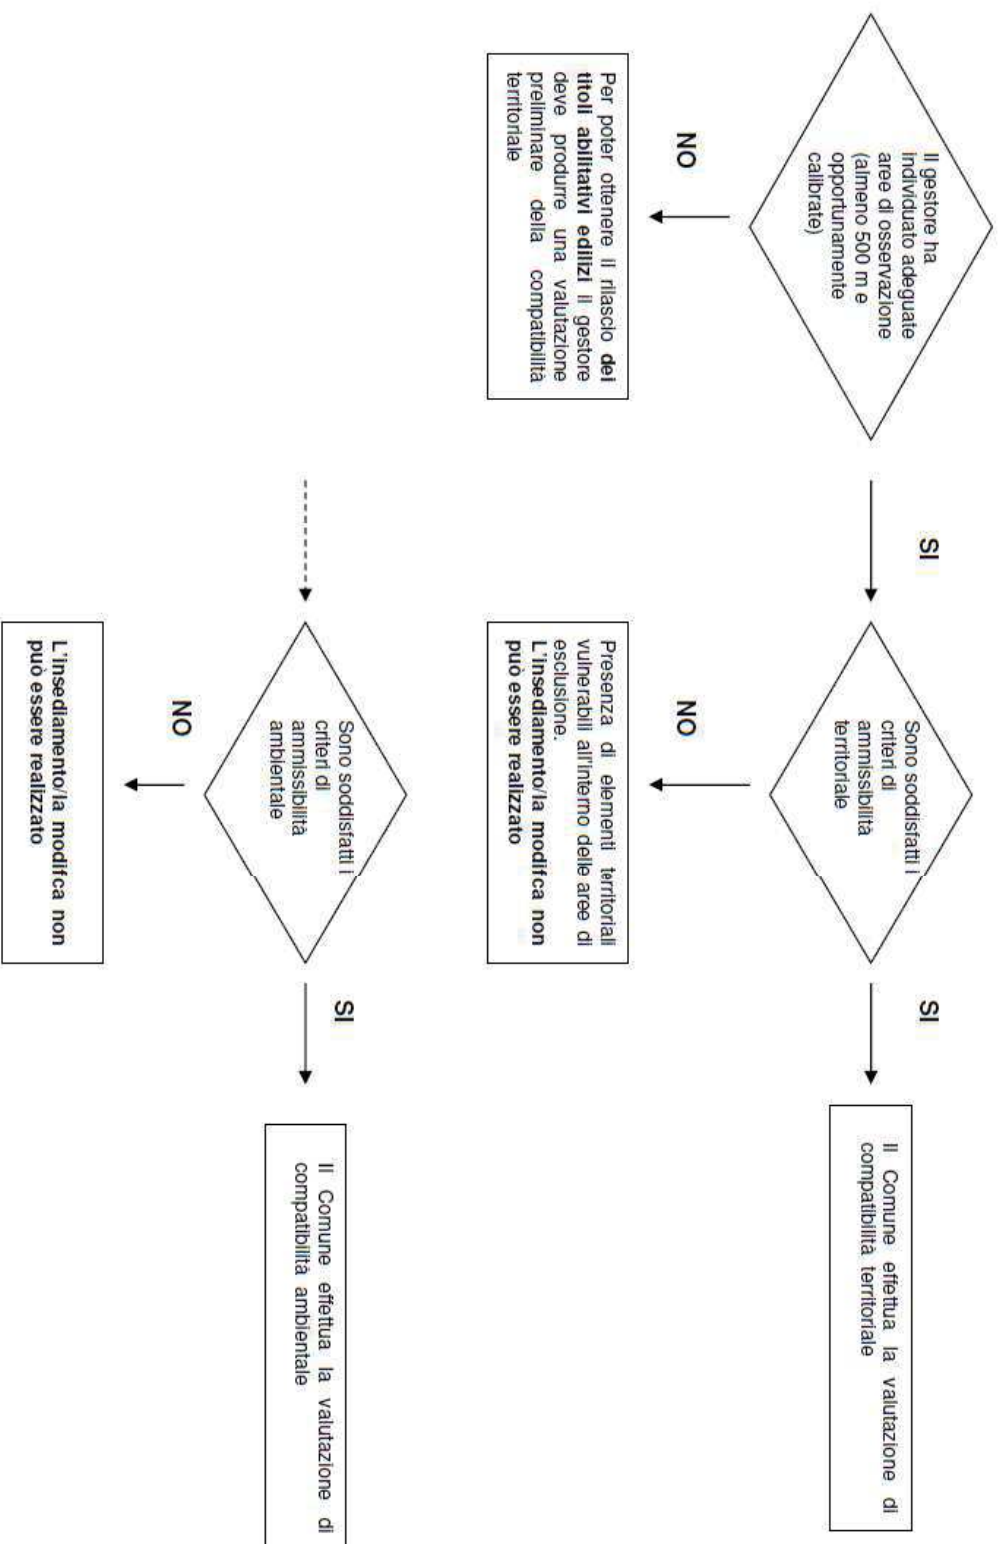 Il gestore ha
individuato adeguate
aree di osservazione
(almeno 500 m e
opportunamente
calibrate)
SI
NO
Per poter ottenere il rilascio dei
titoli abilitativi edilizi il gestore
deve produrre una valutazione
preliminare della compatibilità
territoriale
Sono soddisfatti i
criteri di
ammissibilità
territoriale
SI
NO
Presenza di elementi territoriali
vulnerabili all'interno delle aree di
esclusione.
L'insediamento/la modifca non
può essere realizzato
Il Comune effettua la valutazione di
compatibilità territoriale
Sono soddisfatti i
criteri di
ammissibilità
ambientale
SI
NO
L'insediamento/la modifca non
può essere realizzato
Il Comune effettua la valutazione di
compatibilità ambientale